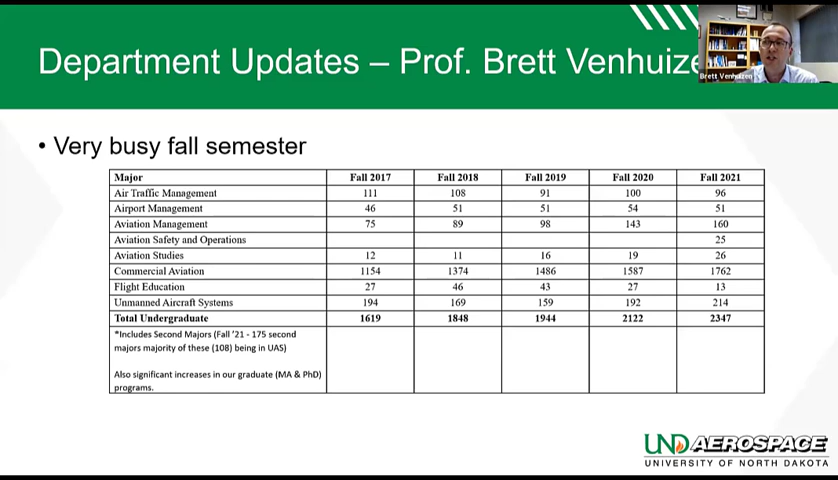 Department Updates – Prof. Brett Venhuize
Brett Venhuizen
• Very busy fall semester
Major Fall 2017 Fall 2018 Fall 2019 Fall 2020 Fall 2021
Air Traffic Management 111 108 91 100 96
Airport Management 46 51 51 54 51
Aviation Management 75 89 98 143 160
Aviation Safety and Operations 25
Aviation Studies 12 11 16 19 26
Commercial Aviation 1154 1374 1486 1587 1762
Flight Education 27 46 43 27 13
Unmanned Aircraft Systems 194 169 159 192 214
Total Undergraduate 1619 1848 1944 2122 2347
*Includes Second Majors (Fall '21 - 175 second
majors majority of these (108) being in UAS)
Also significant increases in our graduate (MA & PhD)
programs.
UND AEROSPACE
UNIVERSITY OF NORTH DAKOTA